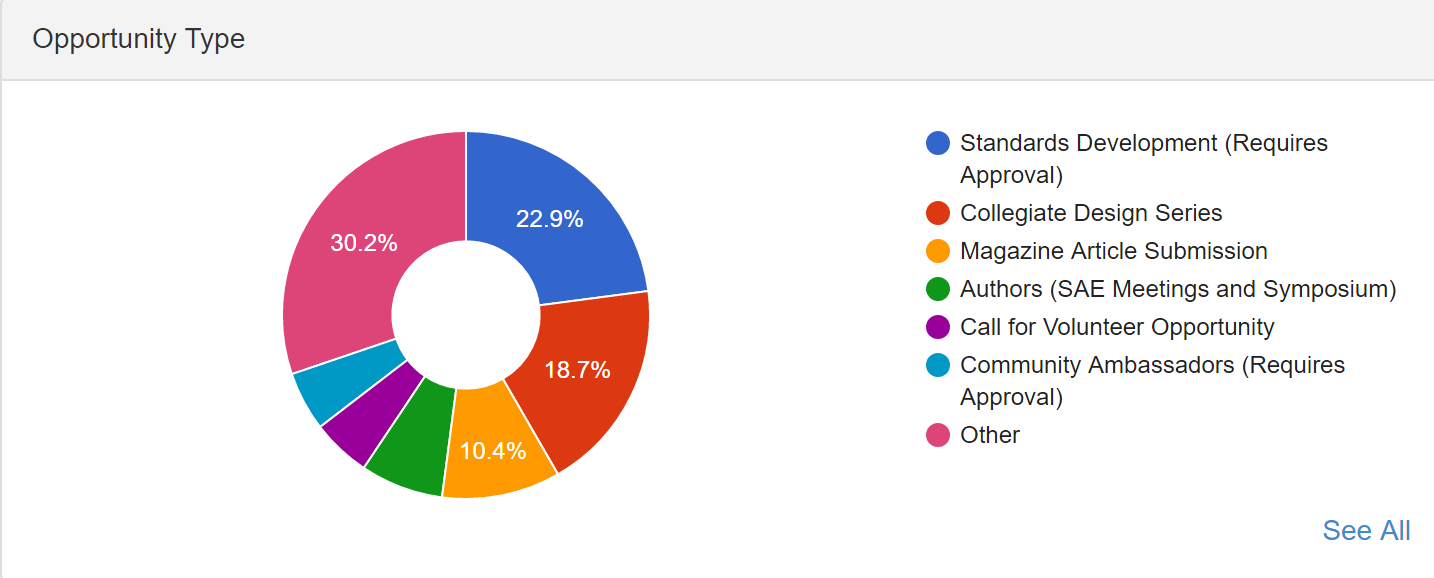 Opportunity Type
22.9%
30.2%
18.7%
10.4%
Standards Development (Requires
Approval)
Collegiate Design Series
Magazine Article Submission
Authors (SAE Meetings and Symposium)
Call for Volunteer Opportunity
Community Ambassadors (Requires
Approval)
Other
See All